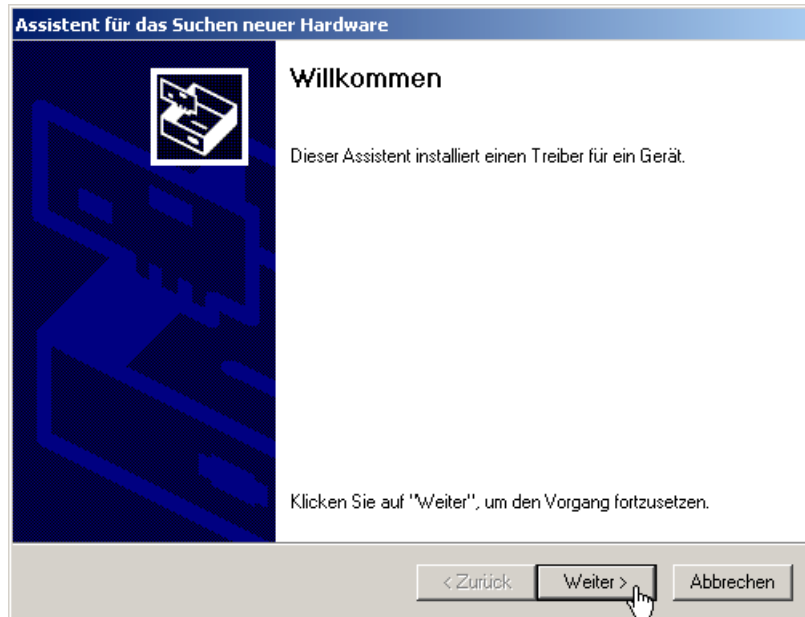 Assistent für das Suchen neuer Hardware
Willkommen
Dieser Assistent installiert einen Treiber für ein Gerät.
Klicken Sie auf "Weiter", um den Vorgang fortzusetzen.
< Zurück Weiter > Abbrechen